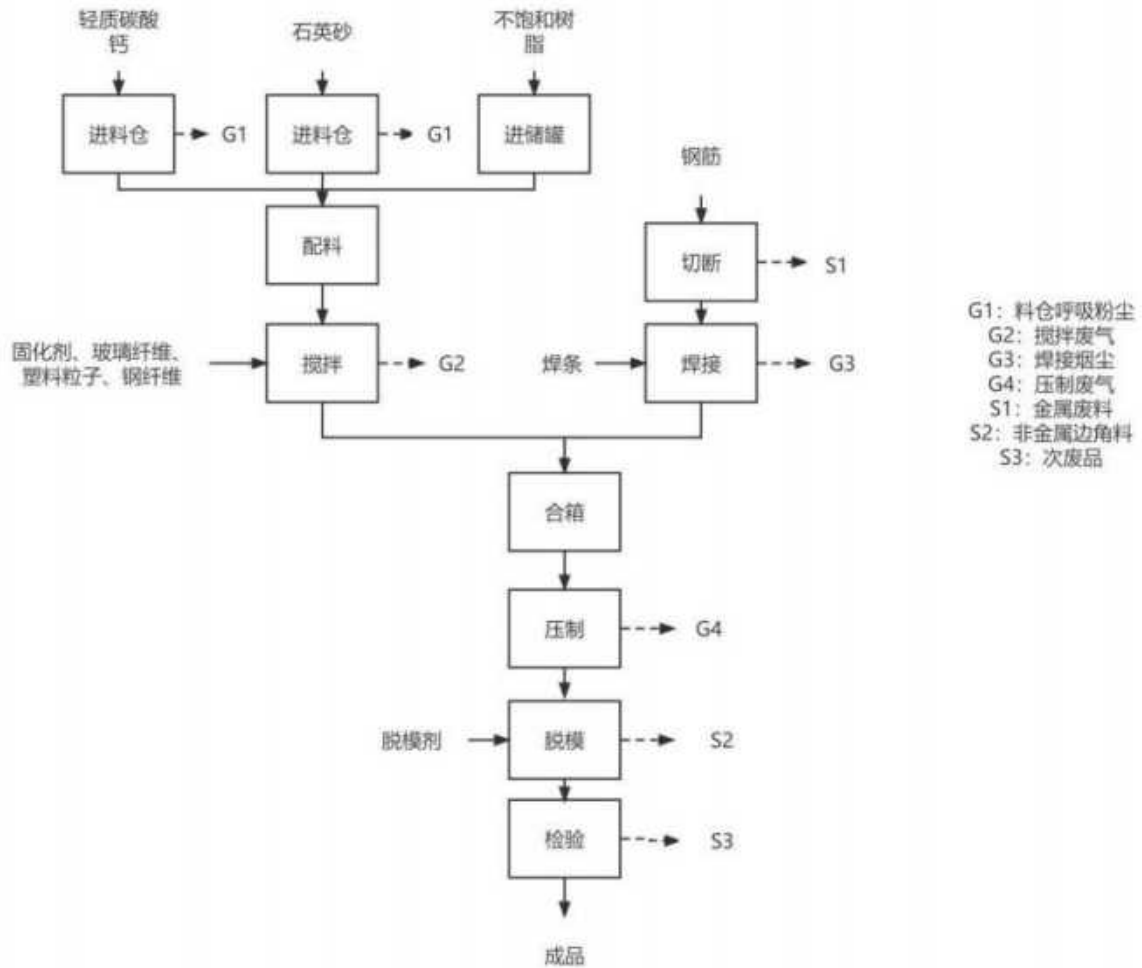 轻质碳酸
钙
石英砂
不饱和树
脂
进料仓
G1
进料仓
G1
进储罐
钢筋
配料
切断
S1
固化剂、玻璃纤维、
塑料粒子、钢纤维
搅拌
G2
焊条
焊接
G3
G1：料仓呼吸粉尘
G2：搅拌废气
G3：焊接烟尘
G4：压制废气
S1：金属废料
S2：非金属边角料
S3：次废品
合箱
压制
G4
脱模剂
脱模
S2
检验
S3
成品